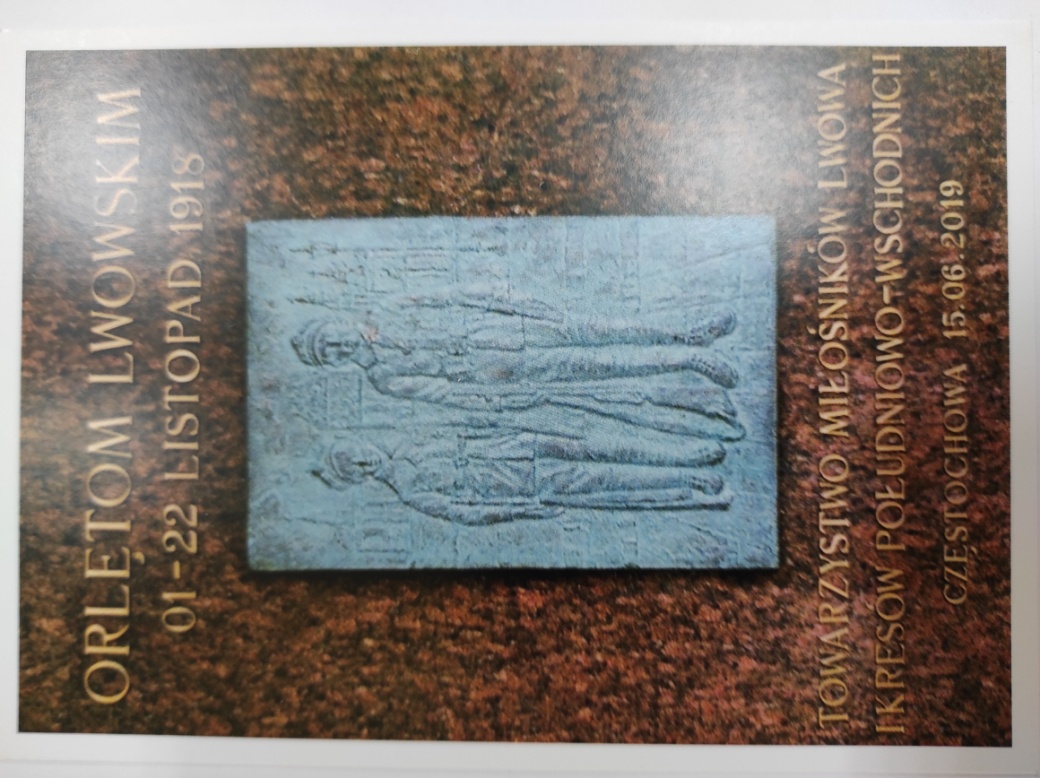 ORLĘTOM LWOWSKIM
01-22 LISTOPAD 1918
TOWARZYSTWO MIŁOŚNIKÓW LWOWA
I KRESÓW POŁUDNIOWO-WSCHODNICH
CZĘSTOCHOWA 15.06.2019